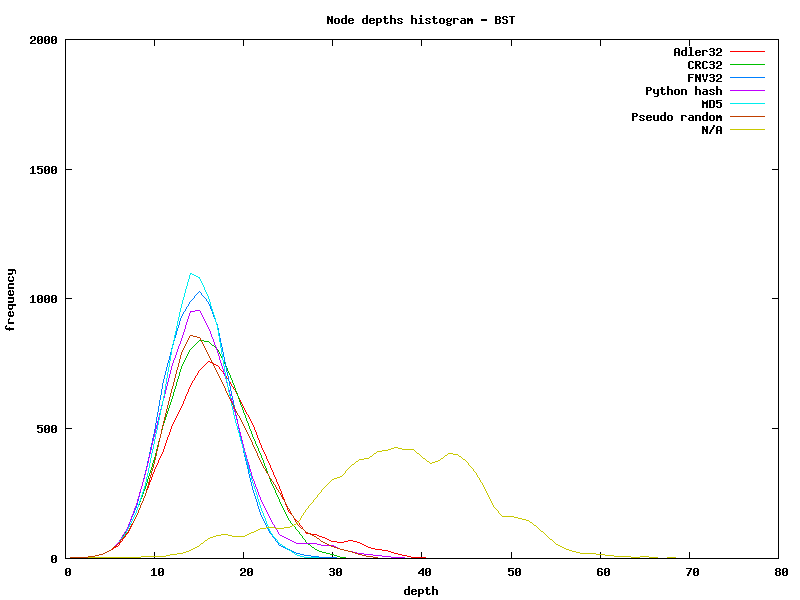 Node depths histogram - BST
2000
1500
1000
500
0
frequency
Adler32
CRC32
FNV32
Python hash
MD5
Pseudo random
N/A
0 10 20 30 40 50 60 70 80
depth